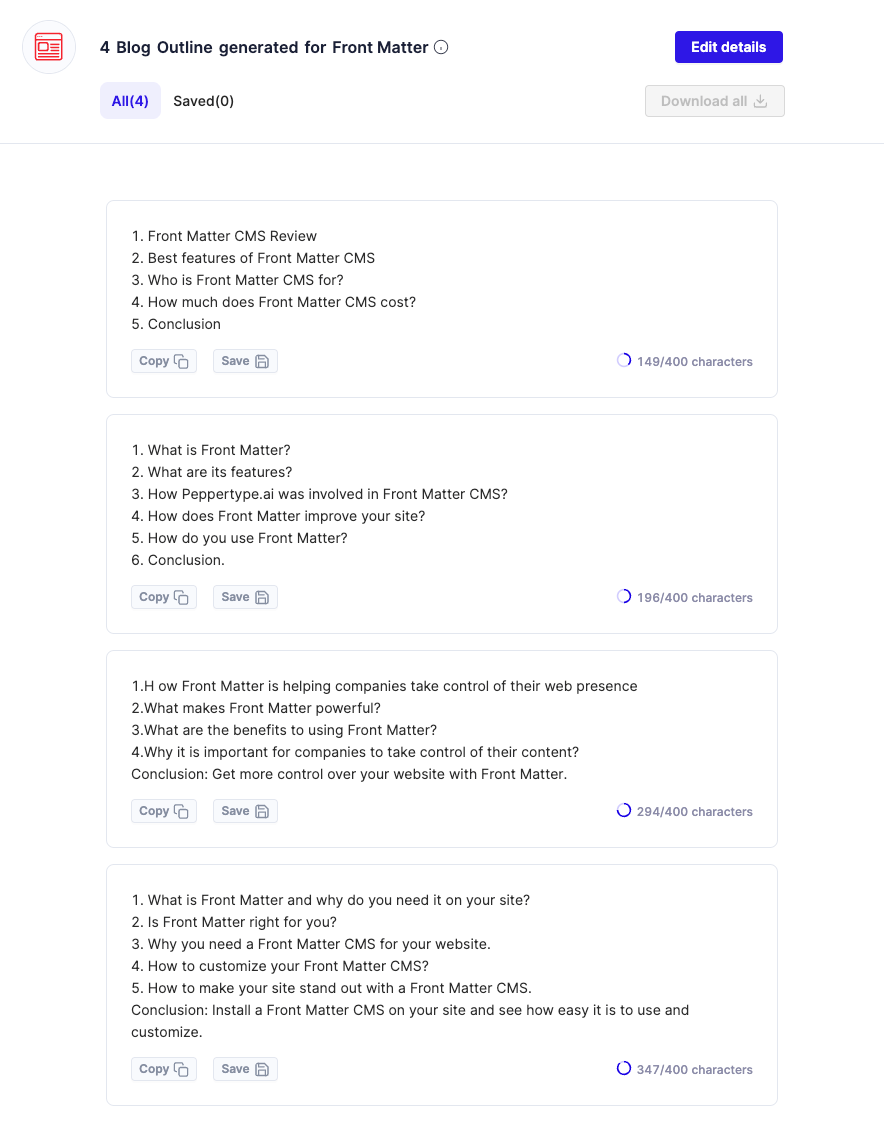 4 Blog Outline generated for Front Matter
Edit details
All(4)
Saved(0)
Download all
1. Front Matter CMS Review
2. Best features of Front Matter CMS
3. Who is Front Matter CMS for?
4. How much does Front Matter CMS cost?
5. Conclusion
Copy
Save
149/400 characters
1. What is Front Matter?
2. What are its features?
3. How Peppertype.ai was involved in Front Matter CMS?
4. How does Front Matter improve your site?
5. How do you use Front Matter?
6. Conclusion.
Copy
Save
196/400 characters
1.H ow Front Matter is helping companies take control of their web presence
2.What makes Front Matter powerful?
3.What are the benefits to using Front Matter?
4.Why it is important for companies to take control of their content?
Conclusion: Get more control over your website with Front Matter.
Copy
Save
294/400 characters
1. What is Front Matter and why do you need it on your site?
2. Is Front Matter right for you?
3. Why you need a Front Matter CMS for your website.
4. How to customize your Front Matter CMS?
5. How to make your site stand out with a Front Matter CMS.
Conclusion: Install a Front Matter CMS on your site and see how easy it is to use and
customize.
Copy
Save
347/400 characters